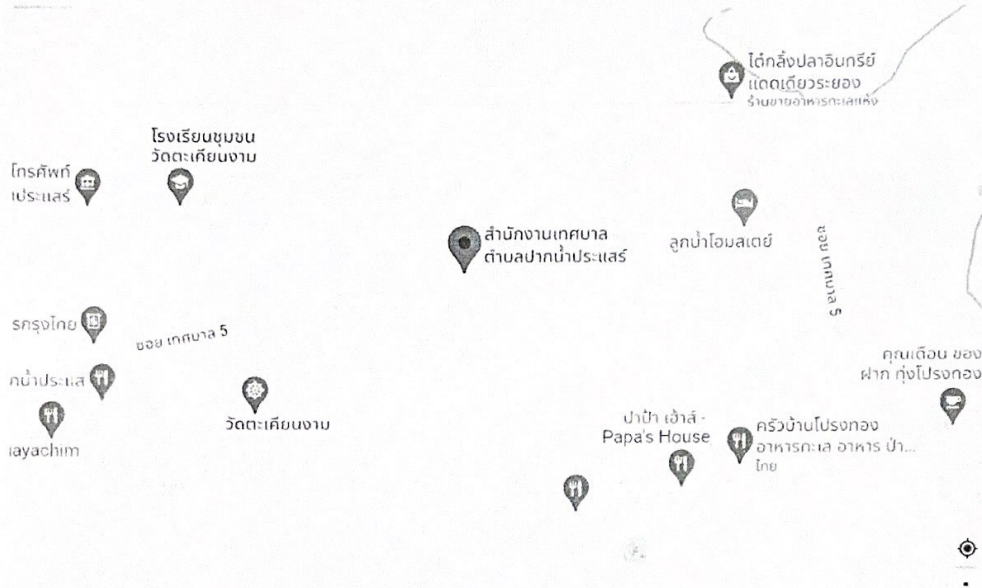 ไต๋กลิ้งปลาอินทรีย์
แดดเดียวระยอง
ร้านขายอาหารทะเลแห้ง
โรงเรียนชุมชน
วัดตะเคียนงาม
โทรศัพท์
เประแสร์
สำนักงานเทศบาล
ตำบลปากน้ำประแสร์
ลูกน้ำโฮมสเตย์
ซอย เทศบาล 5
รกรุงไทย
ซอย เทศบาล 5
คุณเดือน ของ
ฝาก ทุ่งโปรงทอง
กน้ำประแส
วัดตะเคียนงาม
ปาป้า เฮ้าส์ -
Papa's House
ครัวบ้านโปรงทอง
อาหารทะเล อาหาร ป่า...
ไทย
iayachim